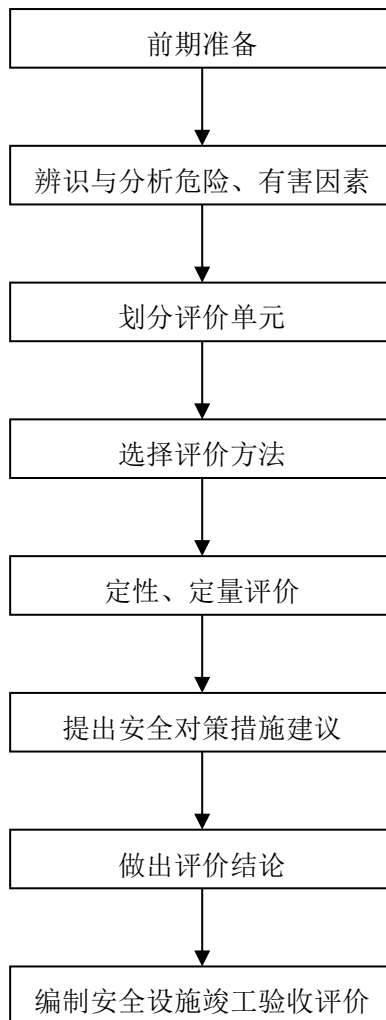 前期准备
辨识与分析危险、有害因素
划分评价单元
选择评价方法
定性、定量评价
提出安全对策措施建议
做出评价结论
编制安全设施竣工验收评价